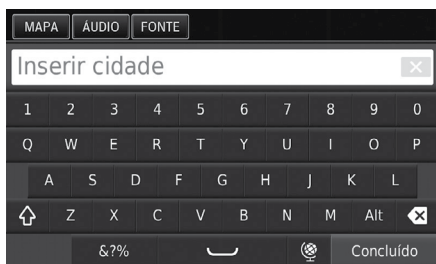 MAPA ÁUDIO FONTE
Inserir cidade
1 2 3 4 5 6 7 8 9 0
Q W E R T Y U I O P
A S D F G H J K L
Z X C V B N M Alt
&?% Concluído